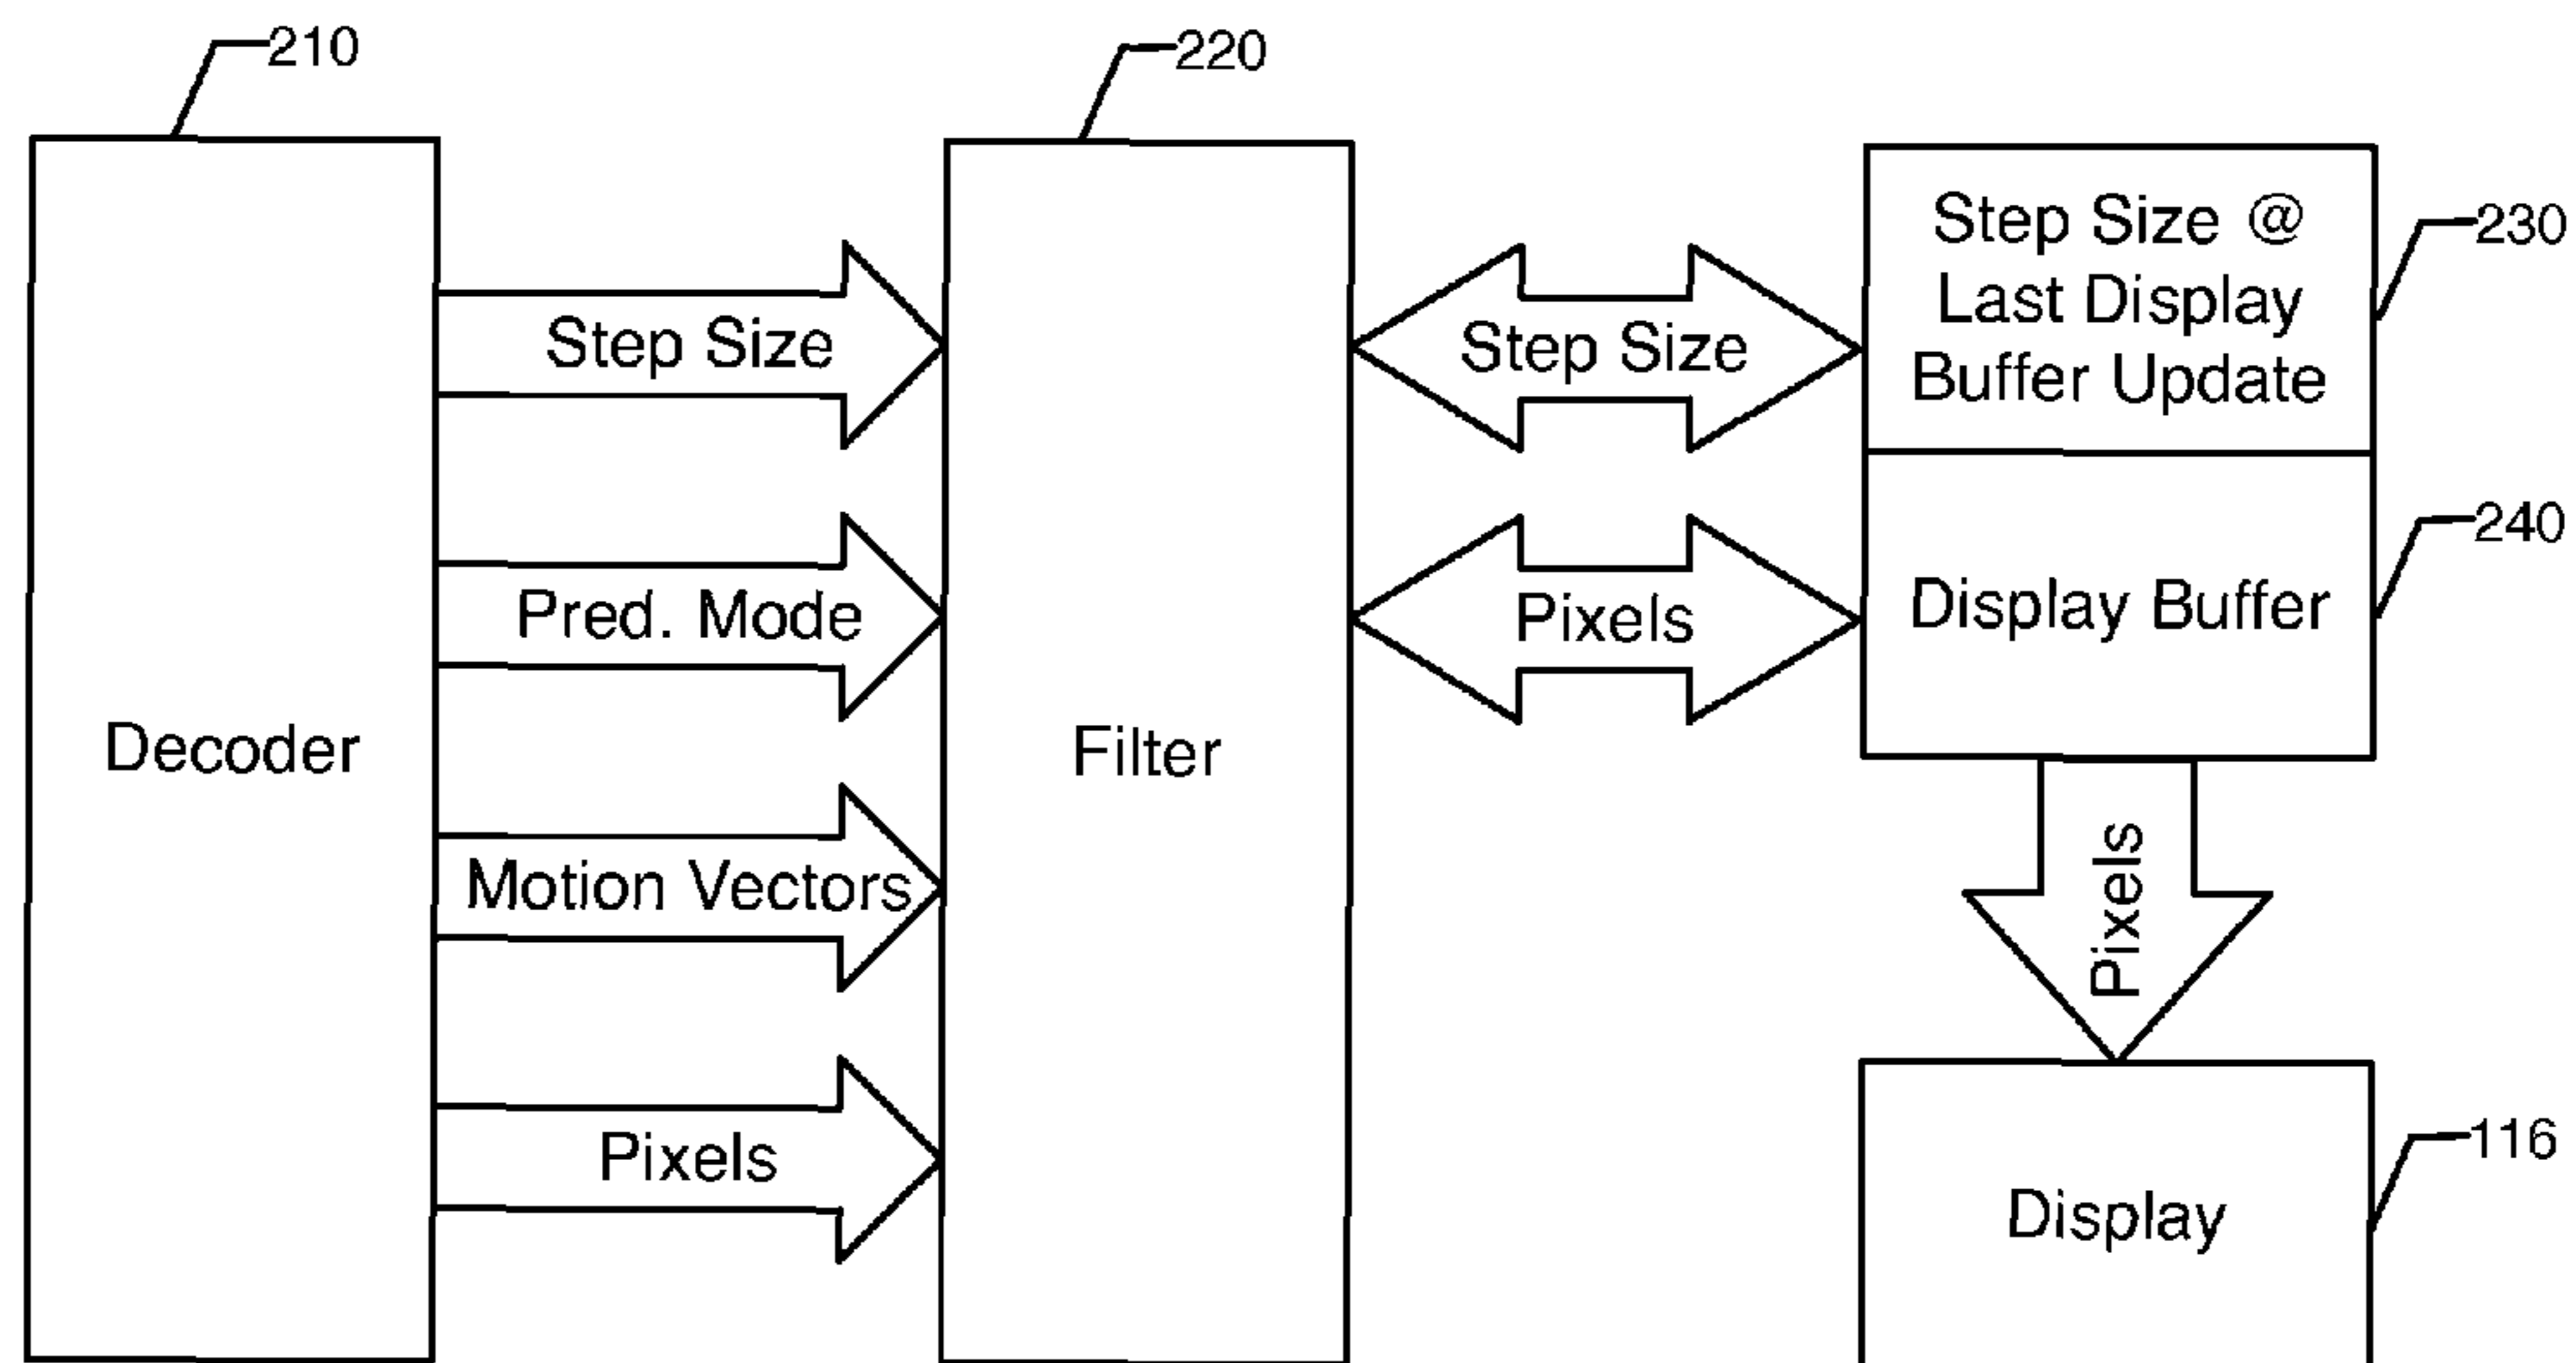 210
220
230
240
116
Decoder
Step Size
Pred. Mode
Motion Vectors
Pixels
Filter
Step Size
Pixels
Step Size @
Last Display
Buffer Update
Display Buffer
Pixels
Display